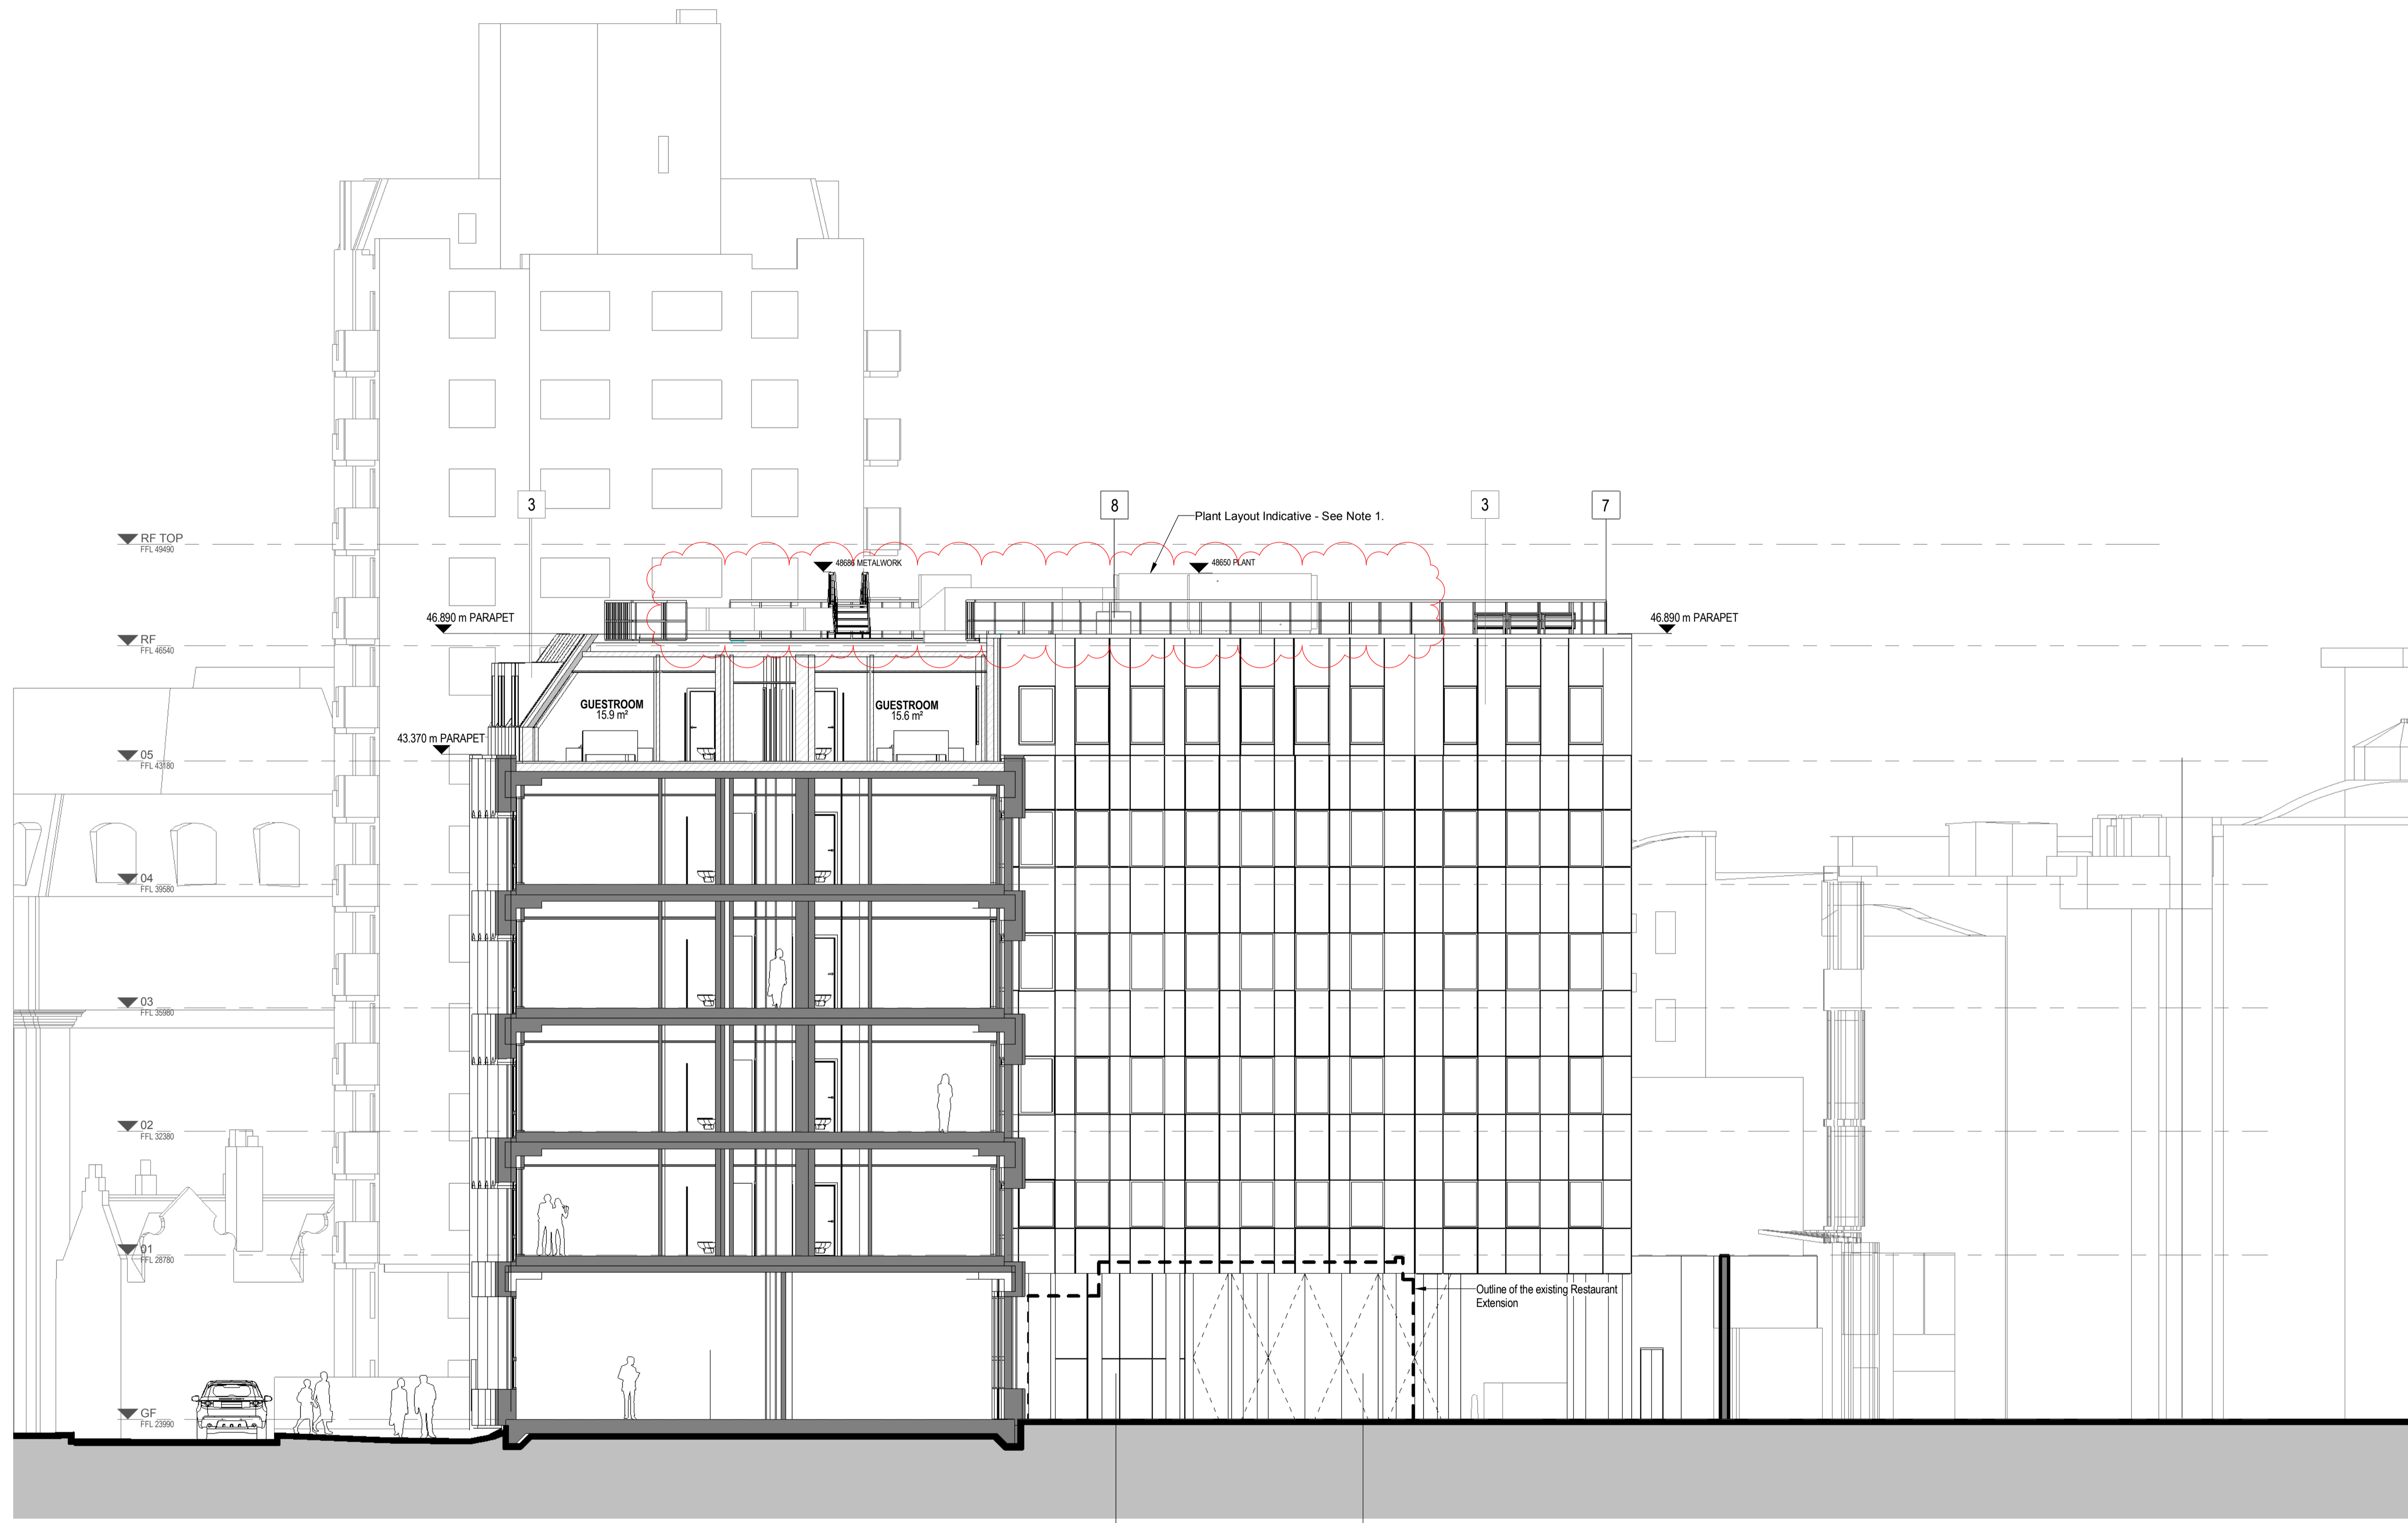 3
8
3
7
Plant Layout Indicative - See Note 1.
RF TOP
FFL 49490
48686 METALWORK
48650 PLANT
46.890 m PARAPET
46.890 m PARAPET
RF
FFL 46540
GUESTROOM
15.9 m²
GUESTROOM
15.6 m²
43.370 m PARAPET
05
FFL 43180
04
FFL 39580
03
FFL 35980
02
FFL 32380
01
FFL 28780
Outline of the existing Restaurant
Extension
GF
FFL 23990